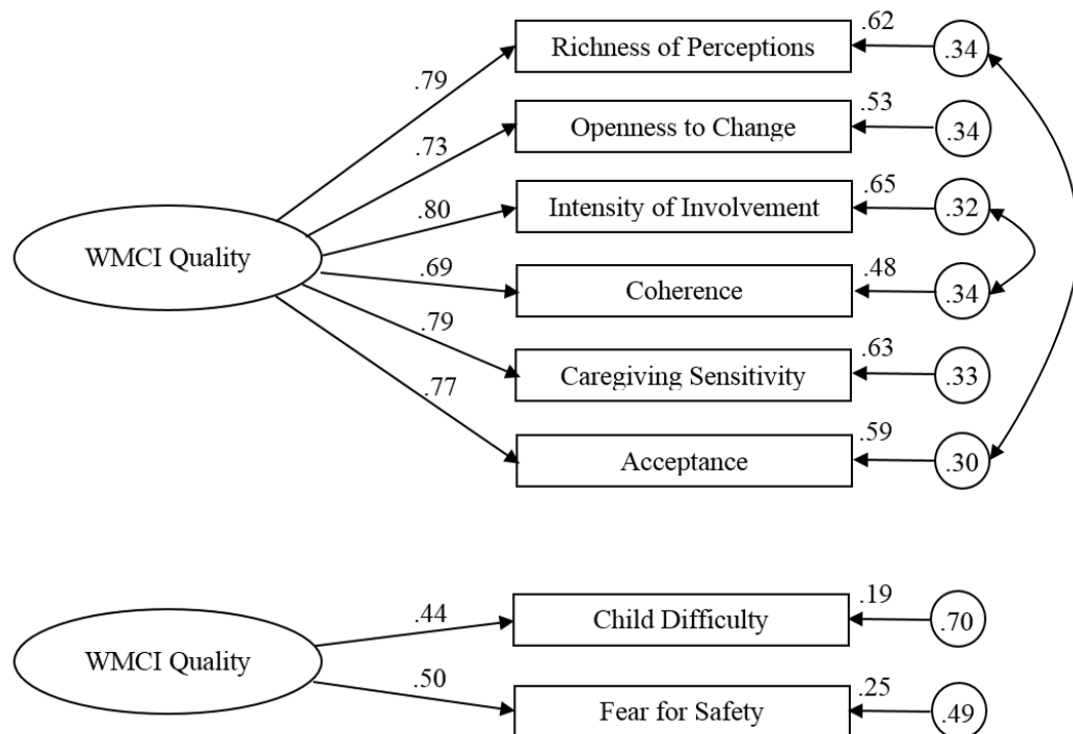 .62
Richness of Perceptions
.34
.79
.53
Openness to Change
.34
.73
.65
Intensity of Involvement
.32
.80
WMCI Quality
.69
.48
Coherence
.34
.79
.63
Caregiving Sensitivity
.33
.77
.59
Acceptance
.30
.19
.44
Child Difficulty
.70
WMCI Quality
.50
.25
Fear for Safety
.49